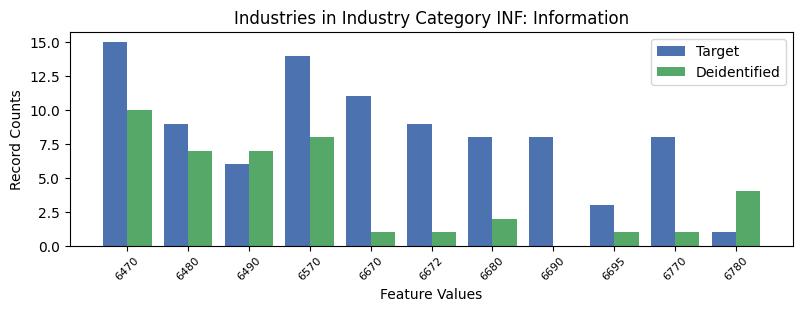 Industries in Industry Category INF: Information
Record Counts
15.0
12.5
10.0
7.5
5.0
2.5
0.0
Target
Deidentified
6470 6480 6490 6570 6670 6672 6680 6690 6695 6770 6780
Feature Values